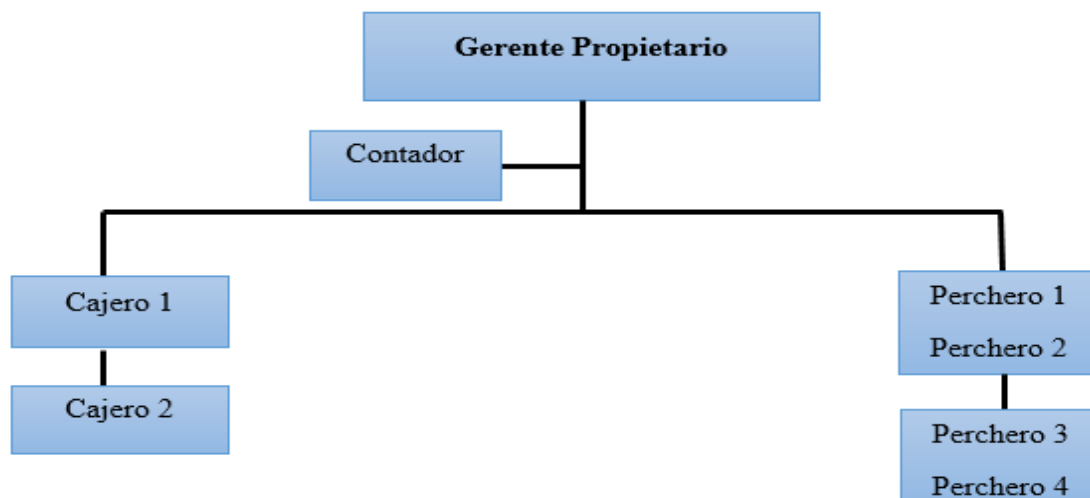 Gerente Propietario
Contador
Cajero 1
Cajero 2
Perchero 1
Perchero 2
Perchero 3
Perchero 4